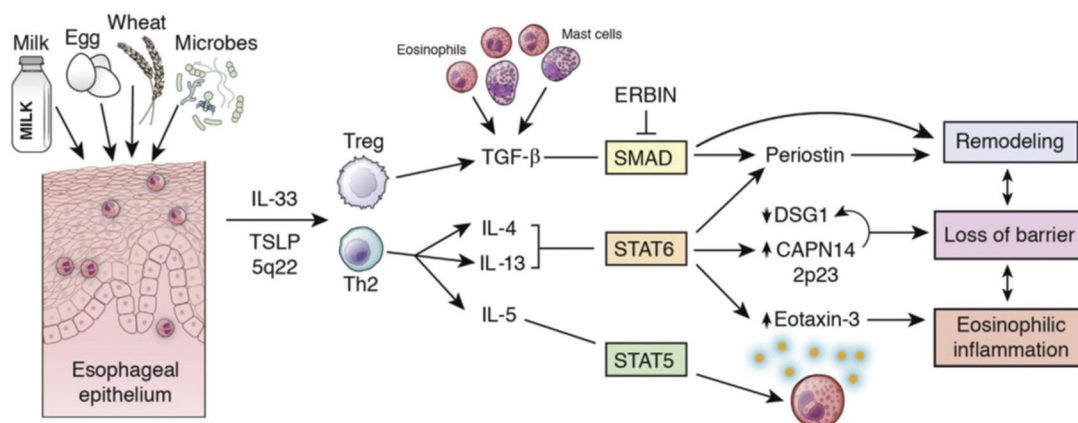 Milk
Egg
Wheat
Microbes
MILK
Esophageal
epithelium
IL-33
TSLP
5q22
Treg
Th2
Eosinophils
Mast cells
TGF-β
IL-4
IL-13
IL-5
ERBIN
SMAD
STAT6
STAT5
Periostin
DSG1
CAPN14
2p23
Eotaxin-3
Remodeling
Loss of barrier
Eosinophilic
inflammation